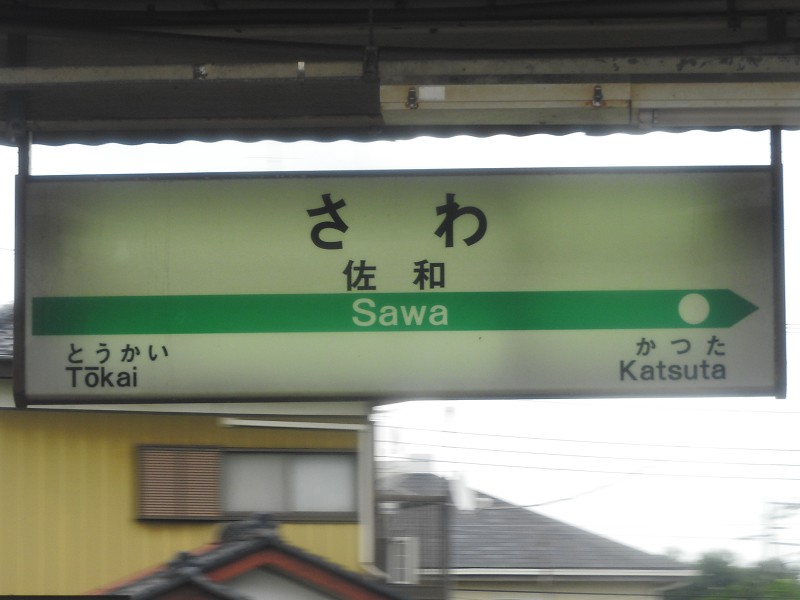 さわ
佐和
Sawa
とうかい
Tōkai
かつた
Katsuta